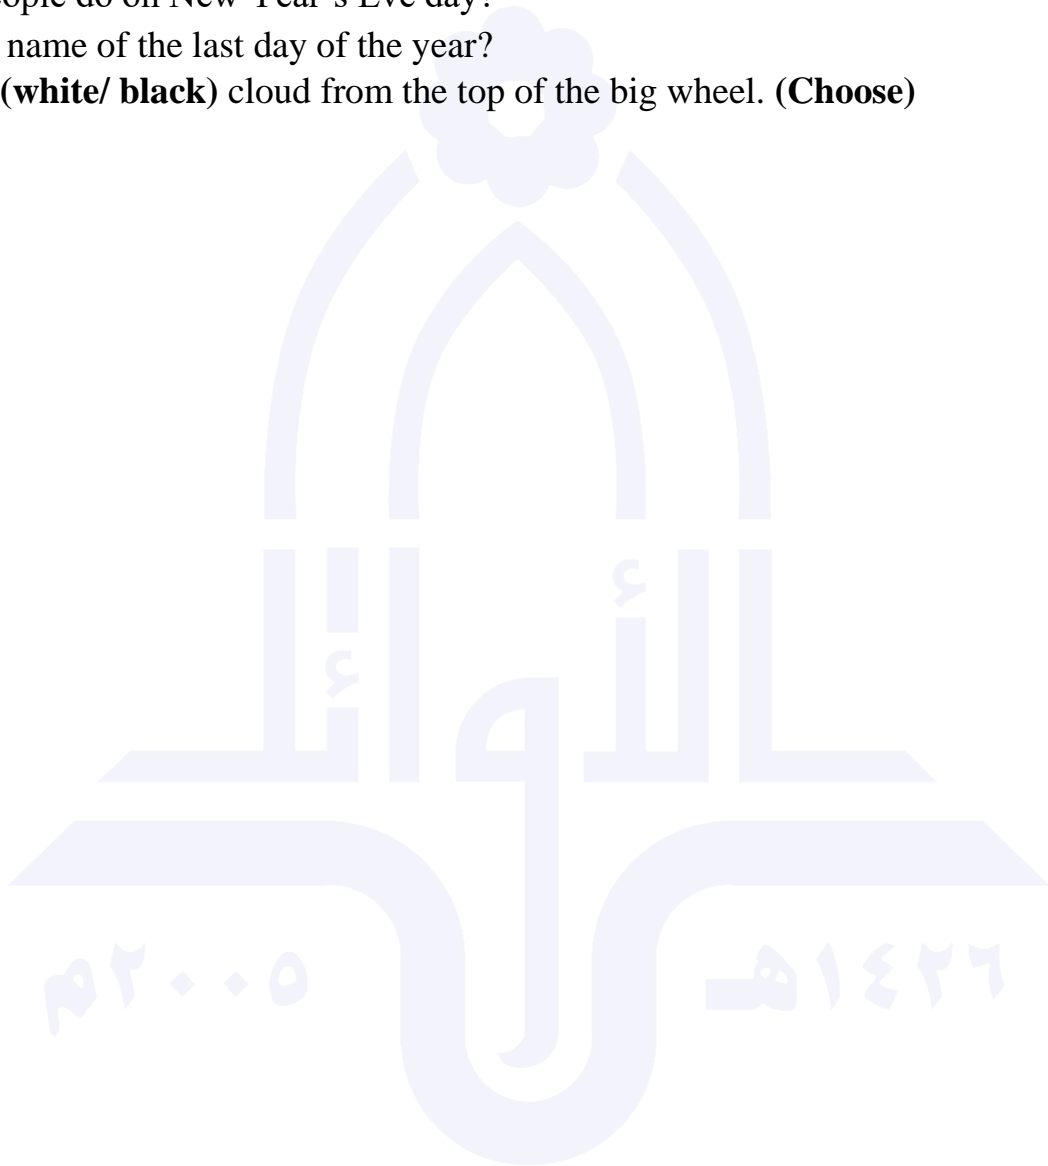 people do on New Year's Eve day?
name of the last day of the year?
(white/ black) cloud from the top of the big wheel. (Choose)
الأوائل
٢٠٠٥م
١٤٢٦هـ